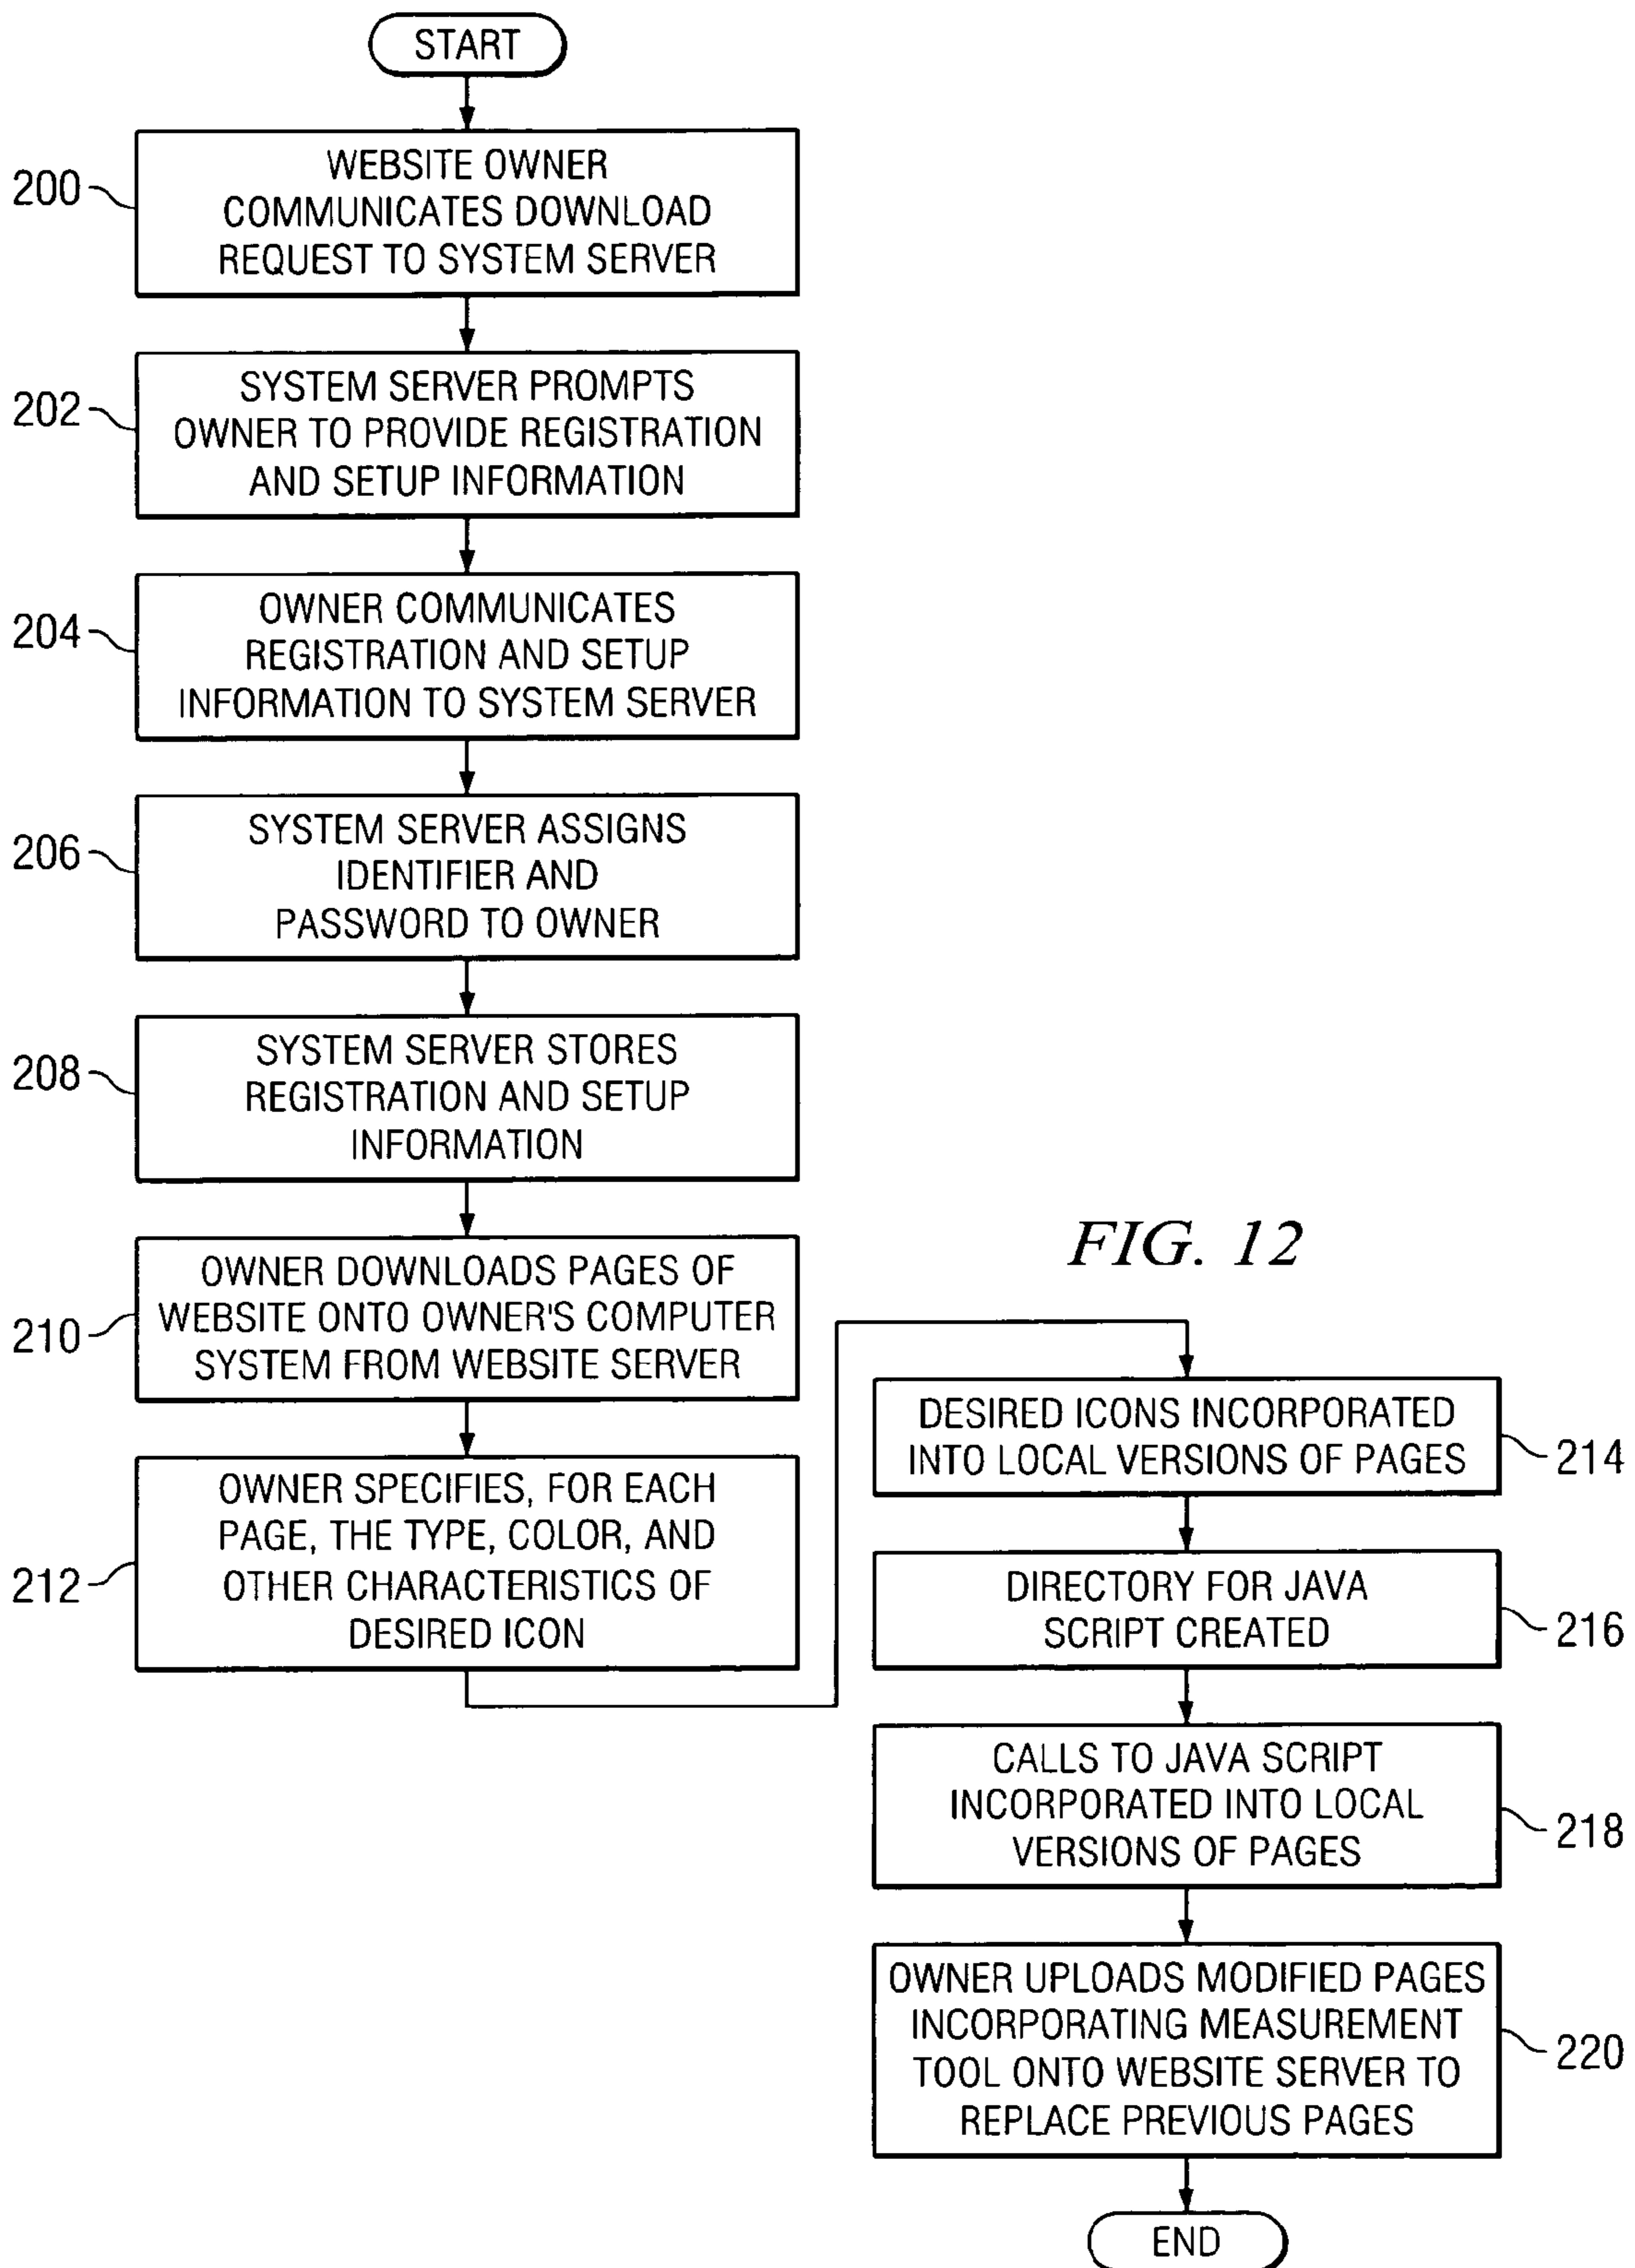 START
200
WEBSITE OWNER
COMMUNICATES DOWNLOAD
REQUEST TO SYSTEM SERVER
202
SYSTEM SERVER PROMPTS
OWNER TO PROVIDE REGISTRATION
AND SETUP INFORMATION
204
OWNER COMMUNICATES
REGISTRATION AND SETUP
INFORMATION TO SYSTEM SERVER
206
SYSTEM SERVER ASSIGNS
IDENTIFIER AND
PASSWORD TO OWNER
208
SYSTEM SERVER STORES
REGISTRATION AND SETUP
INFORMATION
210
OWNER DOWNLOADS PAGES OF
WEBSITE ONTO OWNER'S COMPUTER
SYSTEM FROM WEBSITE SERVER
212
OWNER SPECIFIES, FOR EACH
PAGE, THE TYPE, COLOR, AND
OTHER CHARACTERISTICS OF
DESIRED ICON
FIG. 12
DESIRED ICONS INCORPORATED
INTO LOCAL VERSIONS OF PAGES
214
DIRECTORY FOR JAVA
SCRIPT CREATED
216
CALLS TO JAVA SCRIPT
INCORPORATED INTO LOCAL
VERSIONS OF PAGES
218
OWNER UPLOADS MODIFIED PAGES
INCORPORATING MEASUREMENT
TOOL ONTO WEBSITE SERVER TO
REPLACE PREVIOUS PAGES
220
END